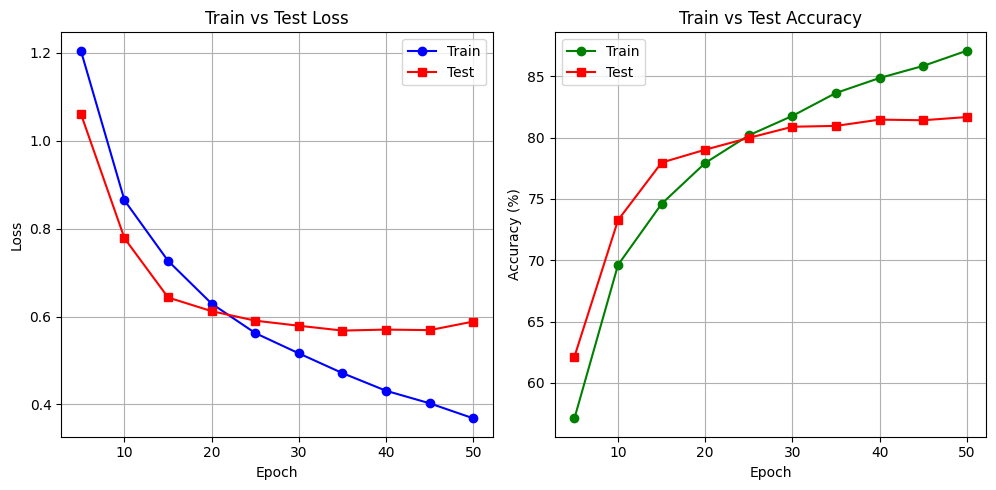 Train vs Test Loss
Train
Test
1.2
1.0
0.8
0.6
0.4
Loss
10 20 30 40 50
Epoch
Train vs Test Accuracy
Train
Test
85
80
75
70
65
60
Accuracy (%)
10 20 30 40 50
Epoch